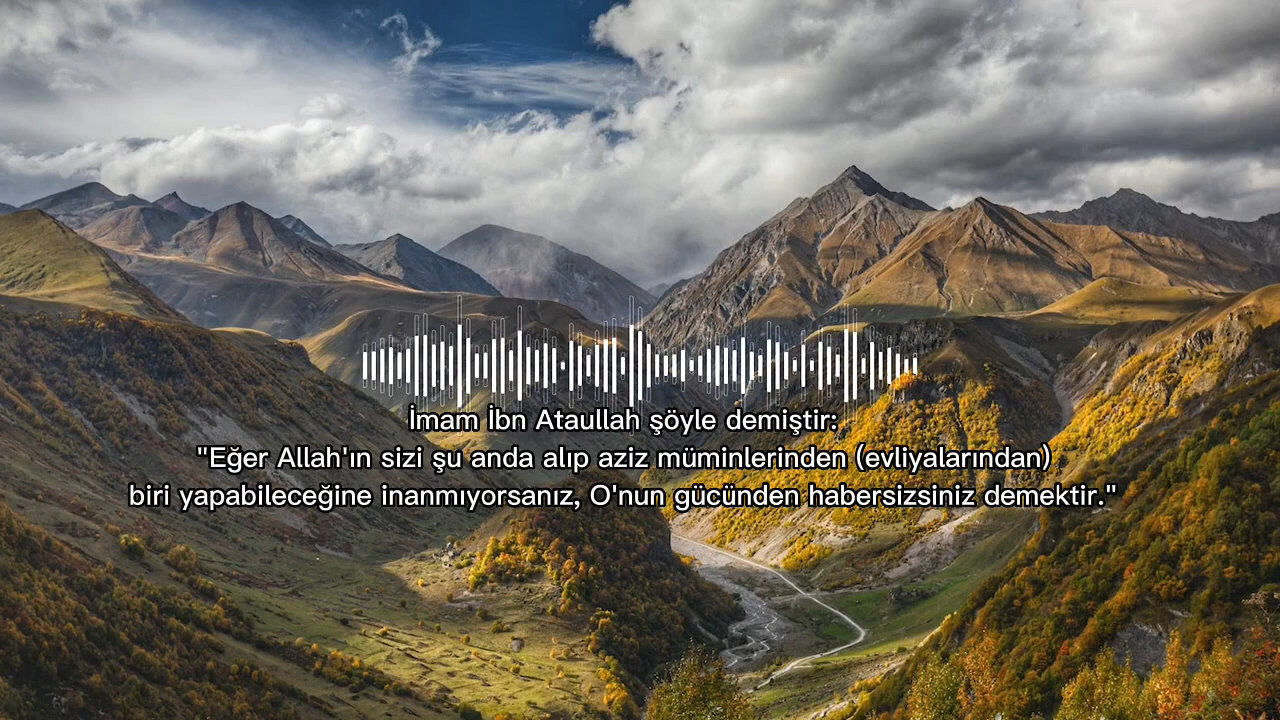 İmam İbn Ataullah şöyle demiştir:
"Eğer Allah'ın sizi şu anda alıp aziz müminlerinden (evliyalarından)
biri yapabileceğine inanmıyorsanız, O'nun gücünden habersizsiniz demektir."